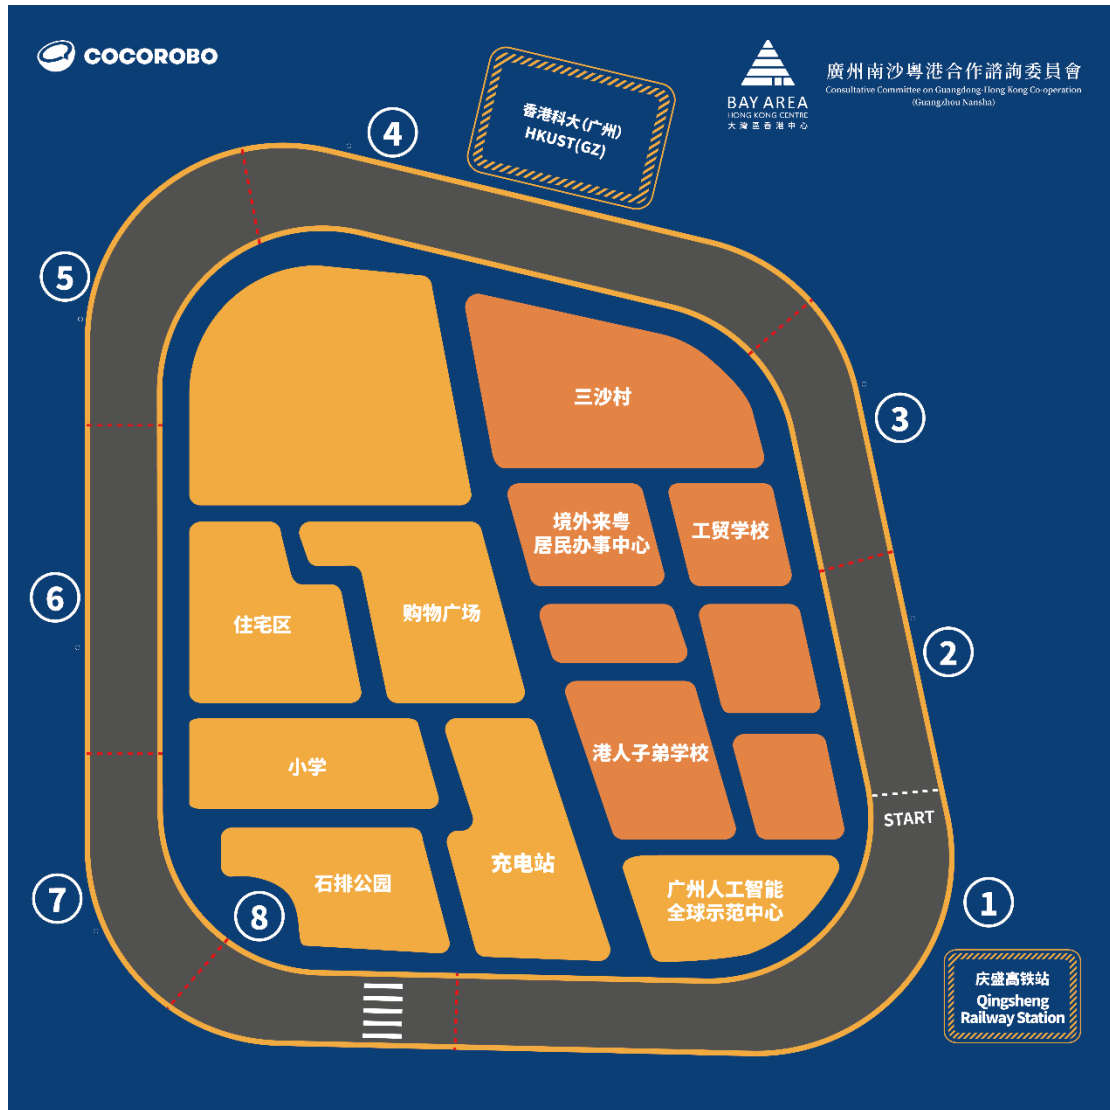 COCOROBO
BAY AREA
HONG KONG CENTRE
大灣區香港中心
廣州南沙粵港合作諮詢委員會
Consultative Committee on Guangdong-Hong Kong Co-operation
(Guangzhou Nansha)
香港科大(广州)
HKUST(GZ)
4
5
3
三沙村
境外来粤
居民办事中心
工贸学校
6
住宅区
购物广场
2
港人子弟学校
小学
START
充电站
石排公园
广州人工智能
全球示范中心
7
8
1
庆盛高铁站
Qingsheng
Railway Station